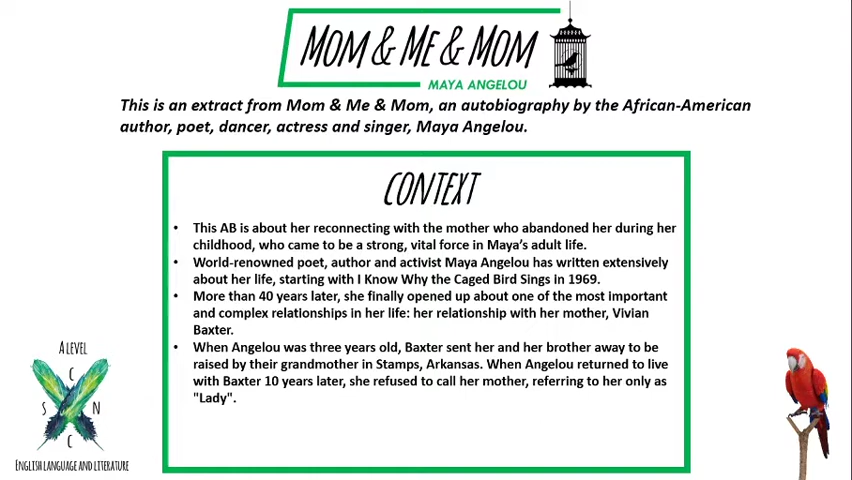 MOM & ME & MOM
MAYA ANGELOU
This is an extract from Mom & Me & Mom, an autobiography by the African-American
author, poet, dancer, actress and singer, Maya Angelou.
CONTEXT
• This AB is about her reconnecting with the mother who abandoned her during her
childhood, who came to be a strong, vital force in Maya's adult life.
• World-renowned poet, author and activist Maya Angelou has written extensively
about her life, starting with I Know Why the Caged Bird Sings in 1969.
• More than 40 years later, she finally opened up about one of the most important
and complex relationships in her life: her relationship with her mother, Vivian
Baxter.
• When Angelou was three years old, Baxter sent her and her brother away to be
raised by their grandmother in Stamps, Arkansas. When Angelou returned to live
with Baxter 10 years later, she refused to call her mother, referring to her only as
"Lady".
A LEVEL
C
S N
C
ENGLISH LANGUAGE AND LITERATURE